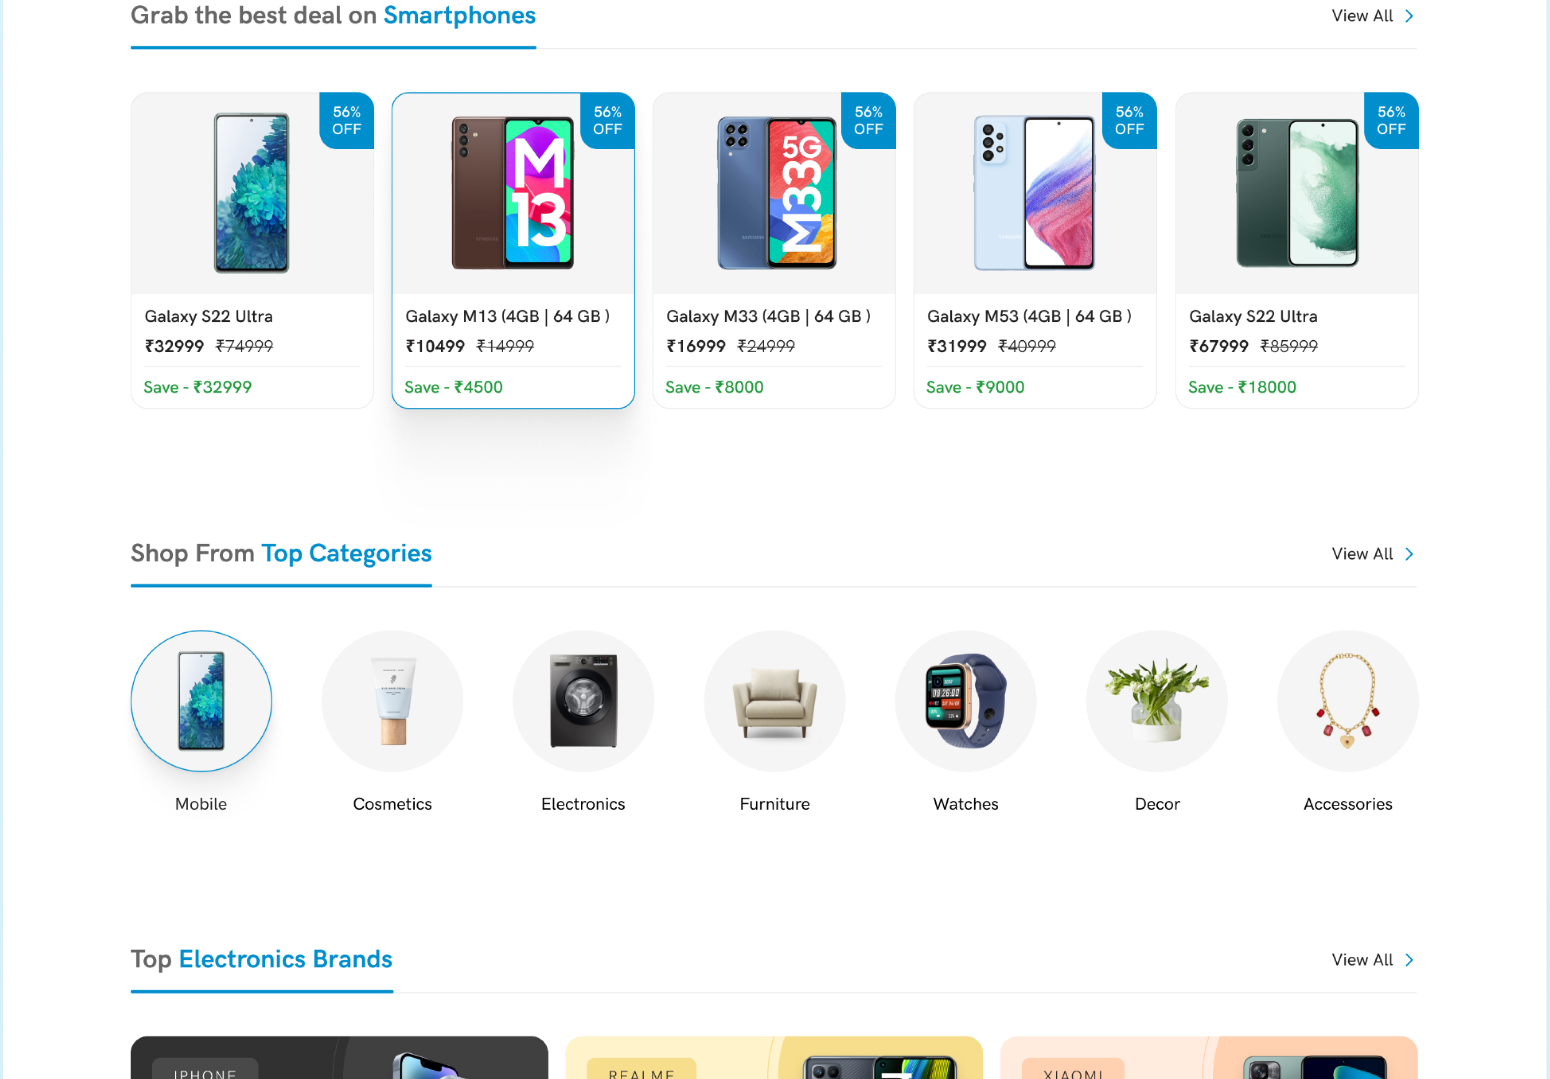 Grab the best deal on Smartphones
View All
56%
OFF
Galaxy S22 Ultra
₹32999 ₹74999
Save - ₹32999
56%
OFF
M
13
Galaxy M13 (4GB | 64 GB )
₹10499 ₹14999
Save - ₹4500
56%
OFF
M33 5G
Galaxy M33 (4GB | 64 GB )
₹16999 ₹24999
Save - ₹8000
56%
OFF
Galaxy M53 (4GB | 64 GB )
₹31999 ₹40999
Save - ₹9000
56%
OFF
Galaxy S22 Ultra
₹67999 ₹85999
Save - ₹18000
Shop From Top Categories
View All
Mobile
Cosmetics
Electronics
Furniture
Watches
Decor
Accessories
Top Electronics Brands
View All
IPHONE
REALME
XIAOMI